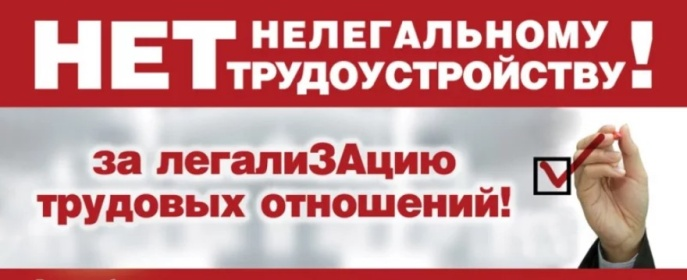 НЕТ НЕЛЕГАЛЬНОМУ
ТРУДОУСТРОЙСТВУ!
за легалиЗАцию
трудовых отношений!